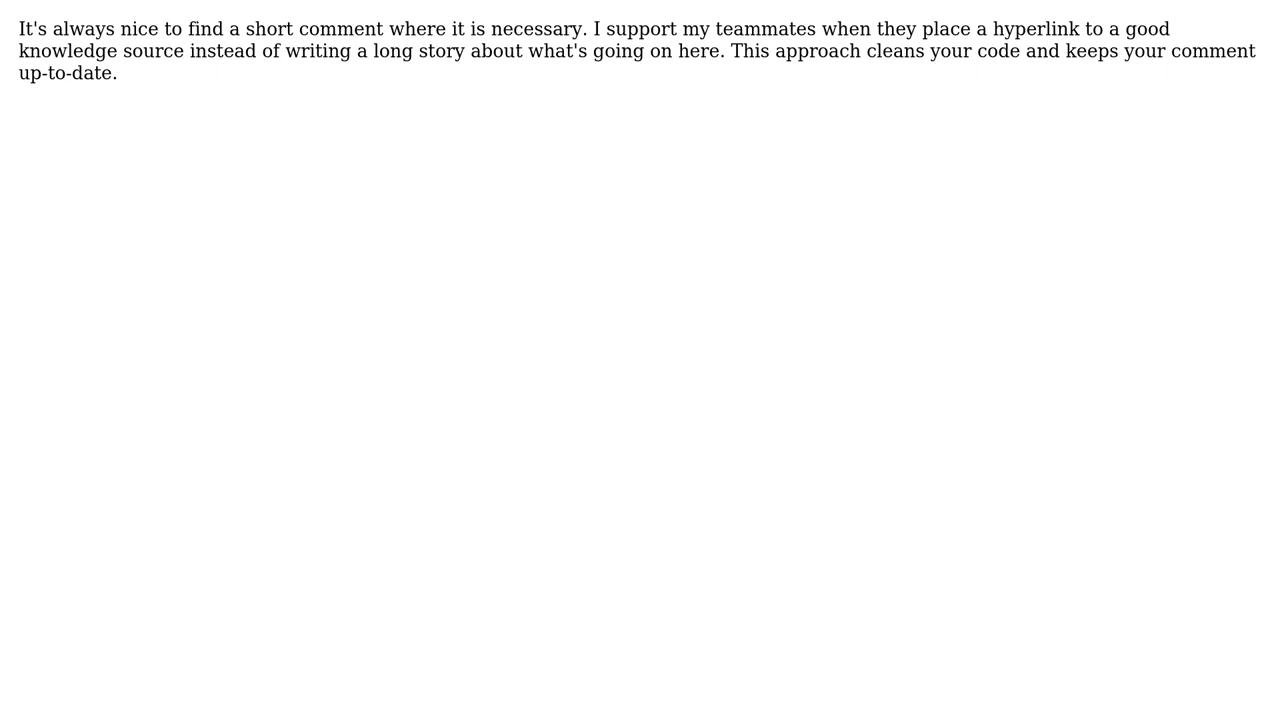 It's always nice to find a short comment where it is necessary. I support my teammates when they place a hyperlink to a good
knowledge source instead of writing a long story about what's going on here. This approach cleans your code and keeps your comment
up-to-date.